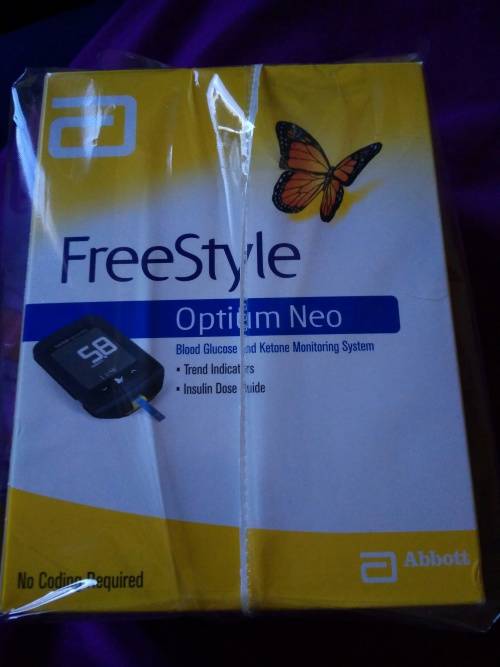 FreeStyle
Optium Neo
Blood Glucose and Ketone Monitoring System
• Trend Indicators
• Insulin Dose Guide
58
No Coding Required
Abbott